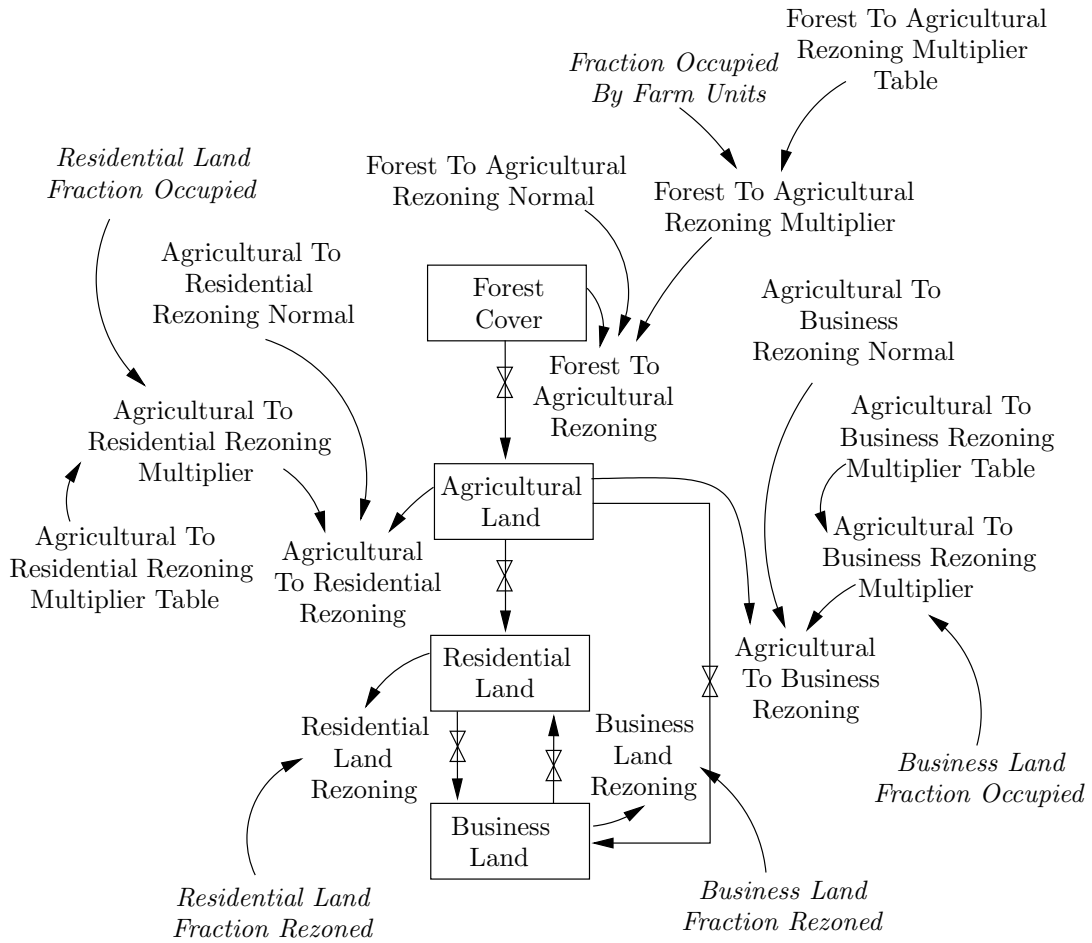 Forest To Agricultural
Rezoning Multiplier
Table
Fraction Occupied
By Farm Units
Residential Land
Fraction Occupied
Forest To Agricultural
Rezoning Normal
Forest To Agricultural
Rezoning Multiplier
Agricultural To
Residential
Rezoning Normal
Forest
Cover
Agricultural To
Business
Rezoning Normal
Forest To
Agricultural
Rezoning
Agricultural To
Residential Rezoning
Multiplier
Agricultural To
Business Rezoning
Multiplier Table
Agricultural
Land
Agricultural To
Residential Rezoning
Multiplier Table
Agricultural
To Residential
Rezoning
Agricultural To
Business Rezoning
Multiplier
Residential
Land
Agricultural
To Business
Rezoning
Residential
Land
Rezoning
Business
Land
Rezoning
Business Land
Fraction Occupied
Business
Land
Residential Land
Fraction Rezoned
Business Land
Fraction Rezoned